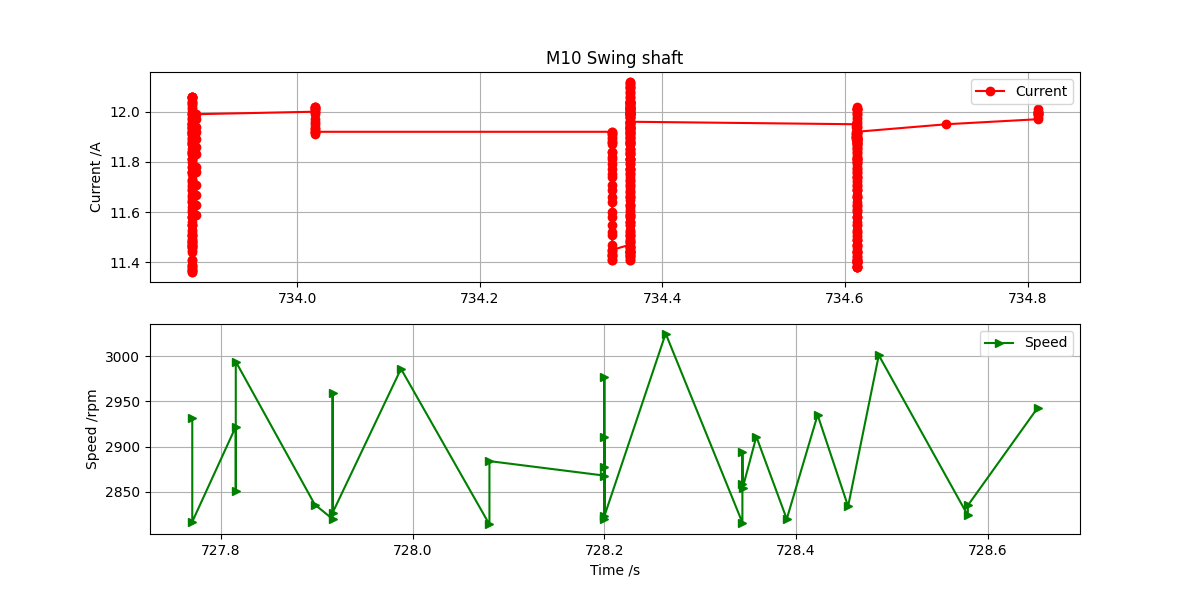 M10 Swing shaft
Current /A
12.0
11.8
11.6
11.4
Current
734.0 734.2 734.4 734.6 734.8
Speed /rpm
3000
2950
2900
2850
Speed
727.8 728.0 728.2 728.4 728.6
Time /s